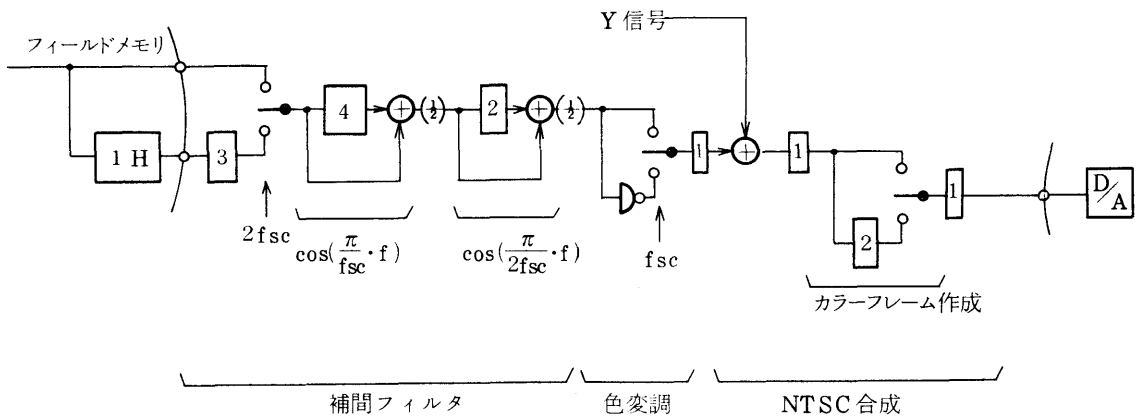 Y 信号
フィールドメモリ
4
(1/2)
2
(1/2)
1 H
3
1
1
1
D/A
2fsc
fsc
2
cos(π/fsc・f)
cos(π/2fsc・f)
カラーフレーム作成
補間フィルタ
色変調
NTSC合成